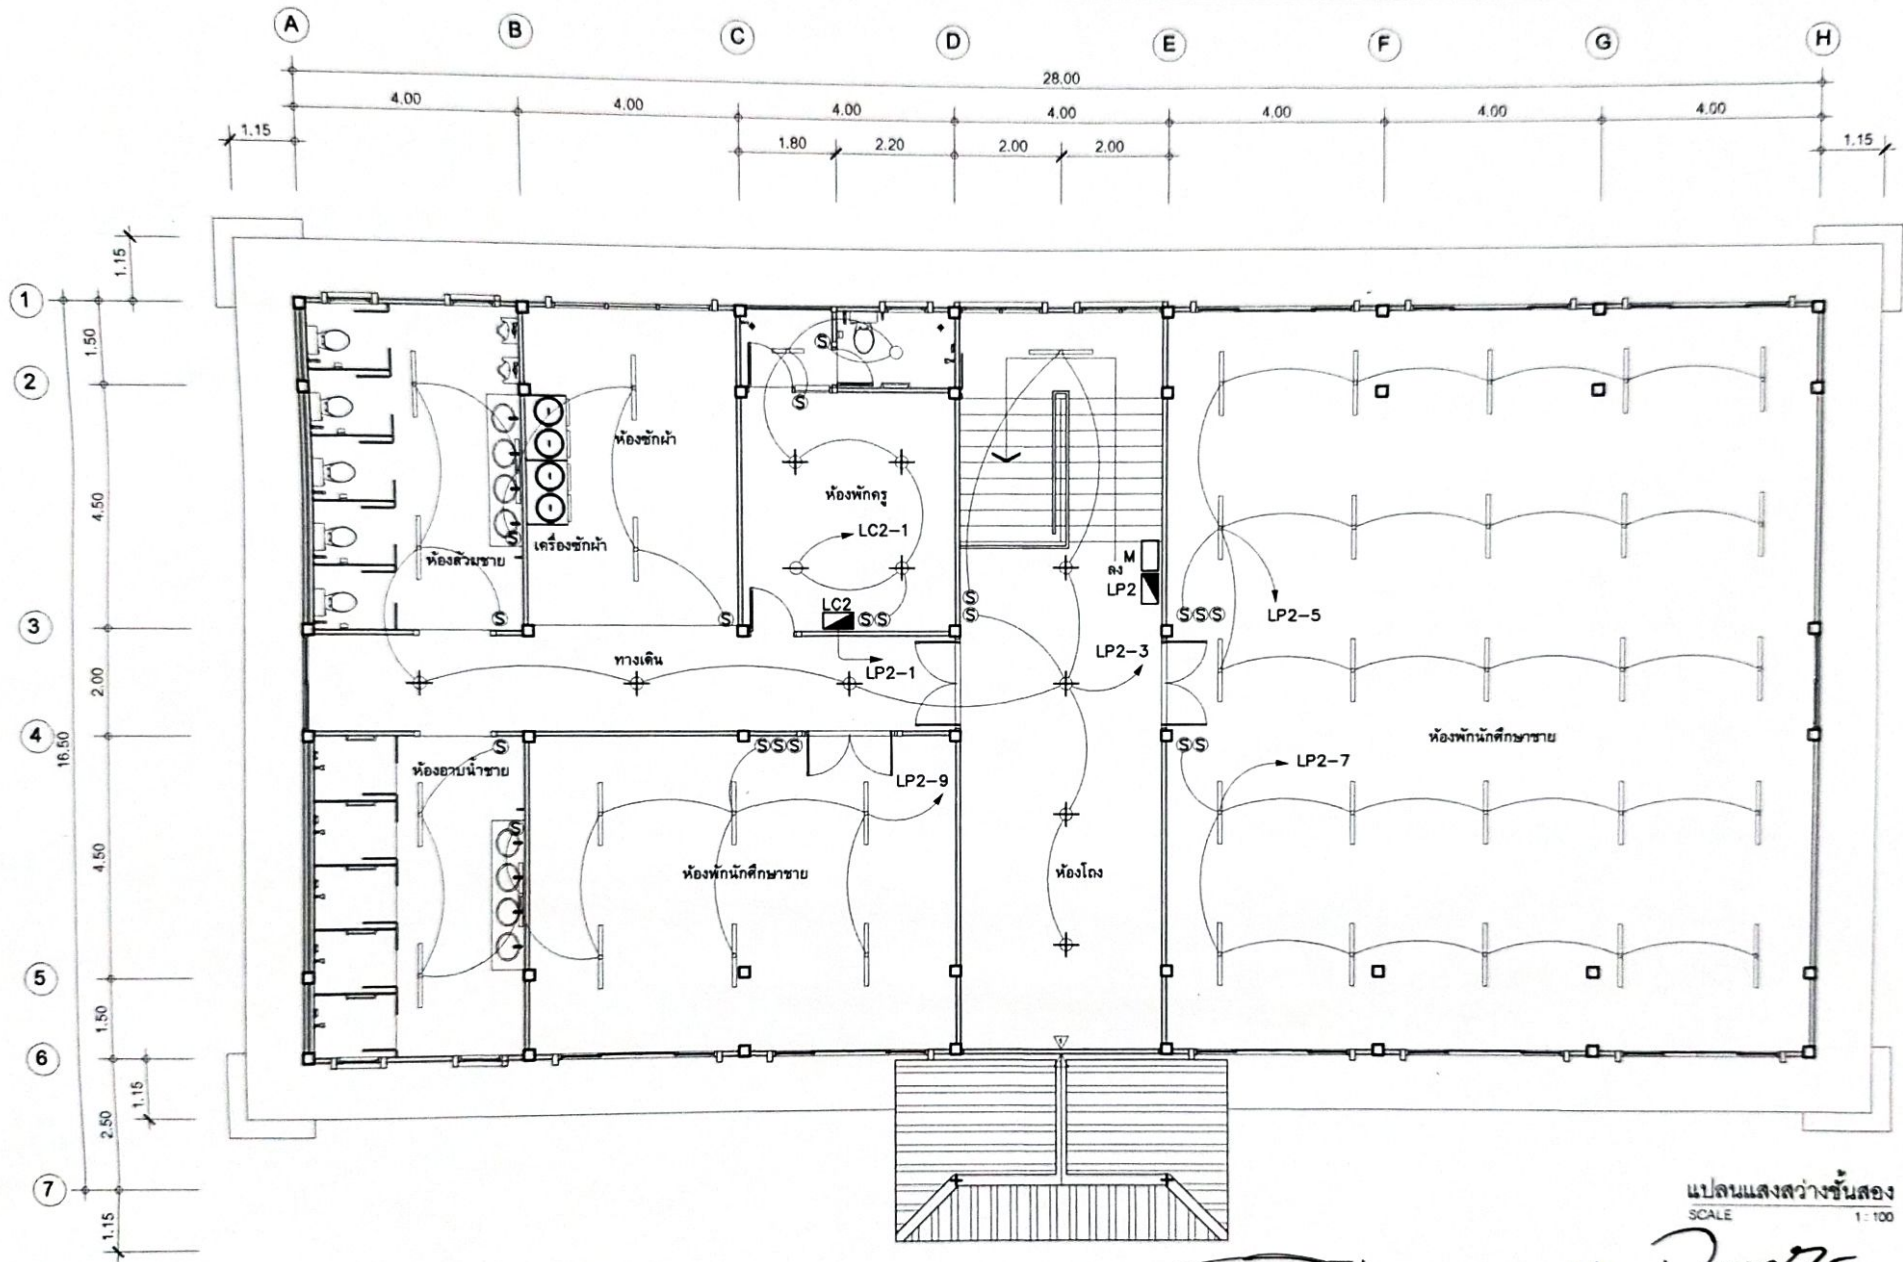 A B C D E F G H
28.00
4.00 4.00 4.00 4.00 4.00 4.00 4.00
1.15 1.80 2.20 2.00 2.00 1.15
1.15
1
1.50
2
S
S
ห้องซักผ้า
4.50
ห้องพักครู
LC2-1
S
เครื่องซักผ้า
ห้องส้วมชาย
M
ลง
LP2
S
S
LC2
S S S S
S S S
LP2-5
3
ทางเดิน
LP2-1
LP2-3
2.00
4
16.50
S
S S S
S S
ห้องพักนักศึกษาชาย
ห้องอาบน้ำชาย
LP2-9
LP2-7
S
4.50
ห้องพักนักศึกษาชาย
ห้องโถง
5
1.50
6
1.15
2.50
7
1.15
แปลนแสงสว่างชั้นสอง
SCALE 1:100